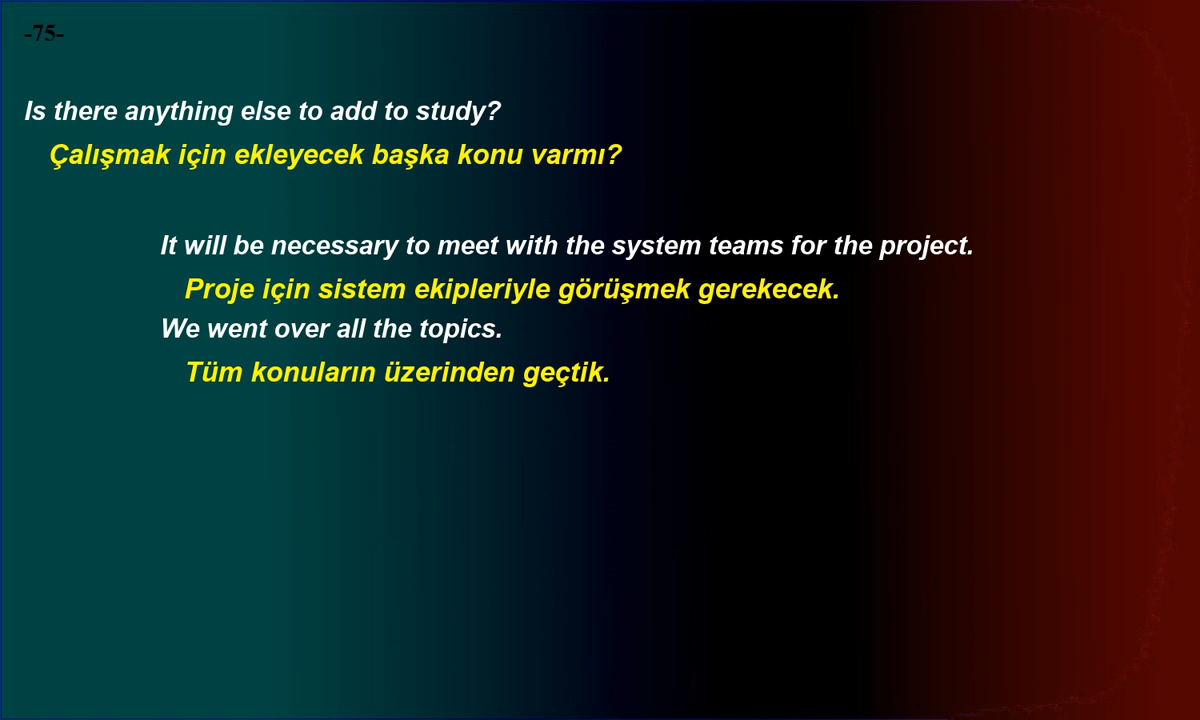 -75-
Is there anything else to add to study?
Çalışmak için ekleyecek başka konu varmı?
It will be necessary to meet with the system teams for the project.
Proje için sistem ekipleriyle görüşmek gerekecek.
We went over all the topics.
Tüm konuların üzerinden geçtik.